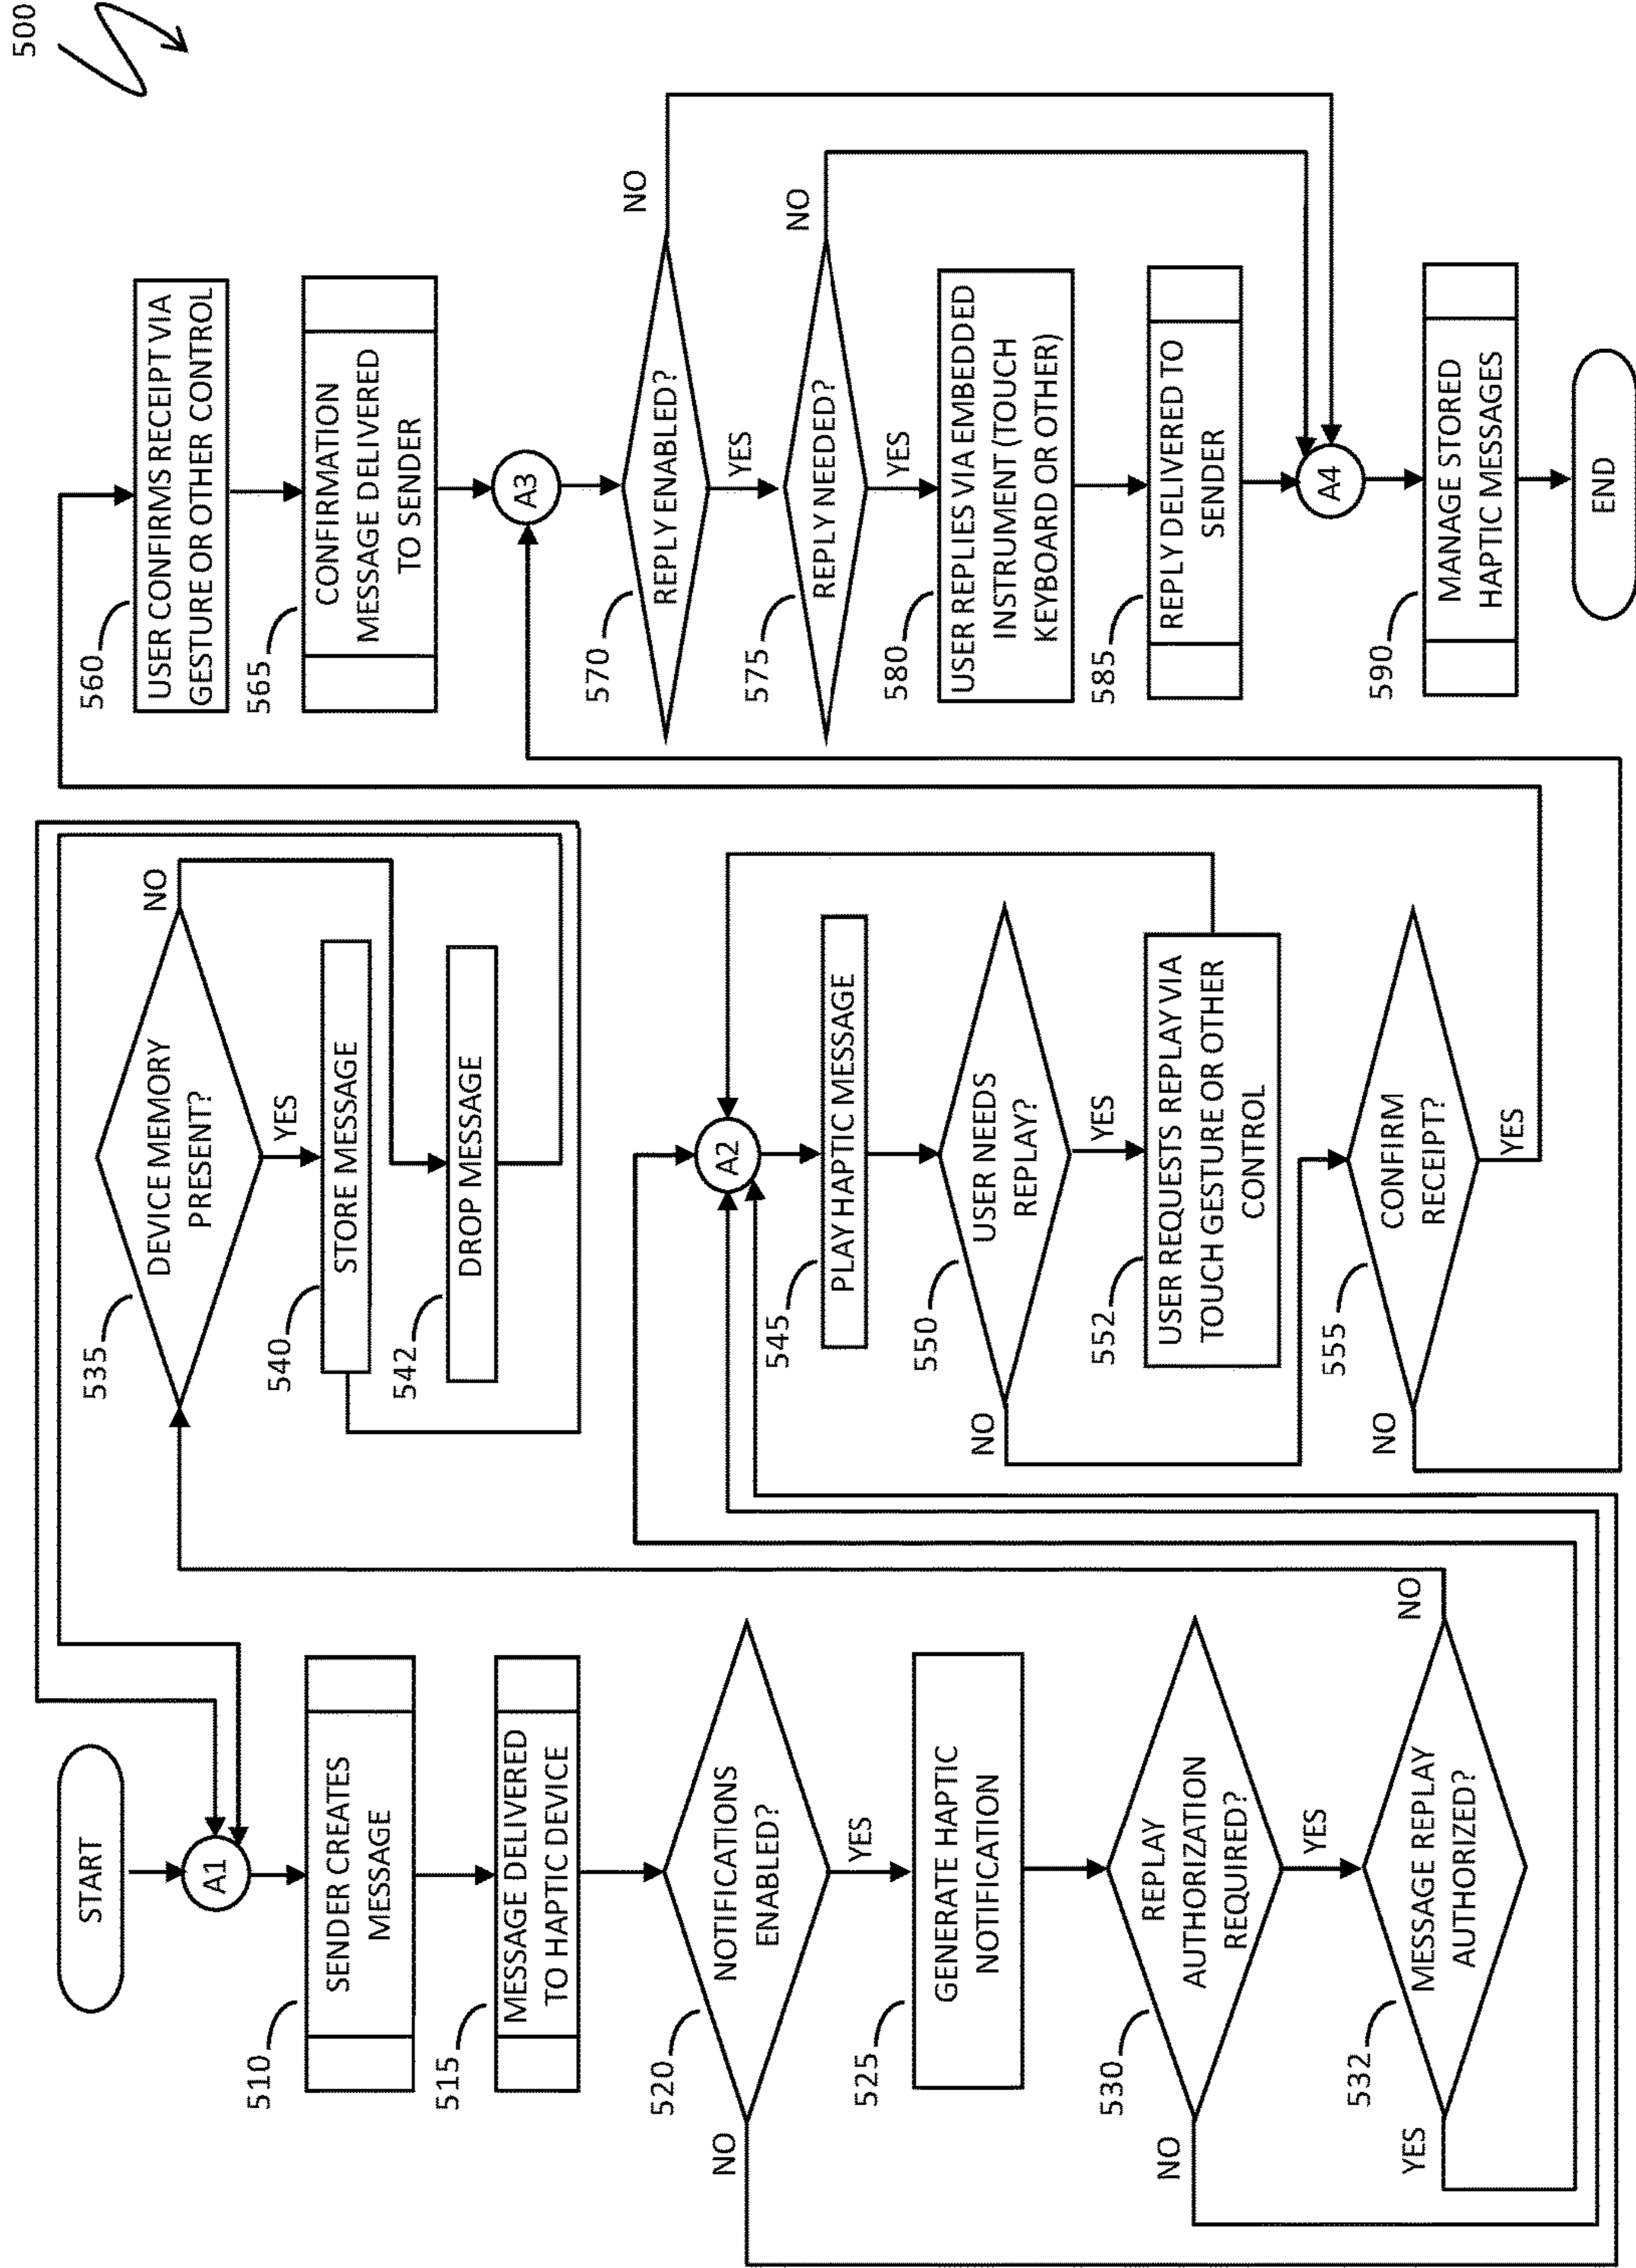 500
START
A1
510
SENDER CREATES
MESSAGE
515
MESSAGE DELIVERED
TO HAPTIC DEVICE
520
NOTIFICATIONS
ENABLED?
NO
YES
525
GENERATE HAPTIC
NOTIFICATION
530
REPLAY
AUTHORIZATION
REQUIRED?
NO
YES
532
MESSAGE REPLAY
AUTHORIZED?
YES
NO
535
DEVICE MEMORY
PRESENT?
NO
YES
540
STORE MESSAGE
542
DROP MESSAGE
A2
545
PLAY HAPTIC MESSAGE
550
USER NEEDS
REPLAY?
NO
YES
552
USER REQUESTS REPLAY VIA
TOUCH GESTURE OR OTHER
CONTROL
555
CONFIRM
RECEIPT?
NO
YES
560
USER CONFIRMS RECEIPT VIA
GESTURE OR OTHER CONTROL
565
CONFIRMATION
MESSAGE DELIVERED
TO SENDER
A3
570
REPLY ENABLED?
NO
YES
575
REPLY NEEDED?
NO
YES
580
USER REPLIES VIA EMBEDDED
INSTRUMENT (TOUCH
KEYBOARD OR OTHER)
585
REPLY DELIVERED TO
SENDER
A4
590
MANAGE STORED
HAPTIC MESSAGES
END